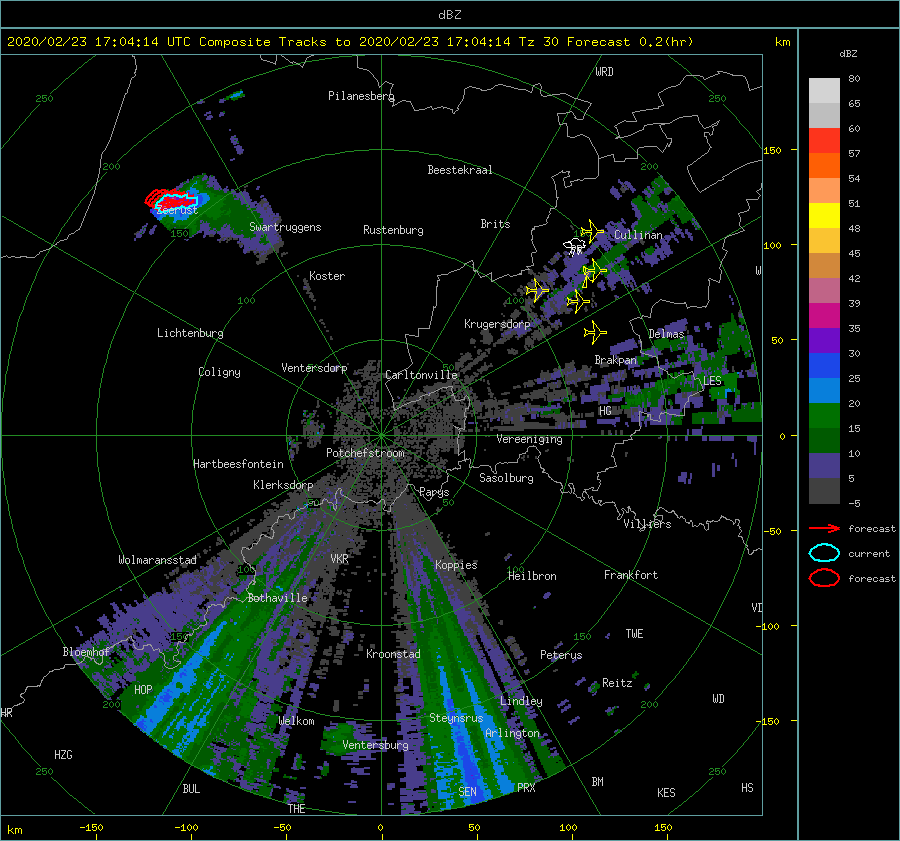 dBZ
2020/02/23 17:04:14 UTC Composite Tracks to 2020/02/23 17:04:14 Tz 30 Forecast 0.2(hr)
km
dBZ
WRD
80
250
Pilanesberg
250
65
60
150
57
200
Beestekraal
200
54
Zeerust
51
Swartruggens
Rustenburg
Brits
Cullinan
150
48
100
45
Koster
W
42
100
100
39
Lichtenburg
Krugersdorp
Delmas
35
50
Ventersdorp
Brakpan
30
Coligny
Carltonville
LES
25
HG
20
Vereeniging
0
15
Potchefstroom
Hartbeesfontein
10
Klerksdorp
Parys
Sasolburg
5
50
50
-5
Villiers
-50
forecast
Wolmaransstad
VKR
Koppies
current
100
100
Heilbron
Frankfort
forecast
Bothaville
VD
-100
150
150
TWE
Bloemhof
Kroonstad
Peterus
HOP
Reitz
200
Lindley
200
WD
HR
Welkom
Steynsrus
-150
Arlington
HZG
Ventersburg
250
250
BUL
SEN
PRX
BM
KES
HS
THE
km
-150
-100
-50
0
50
100
150